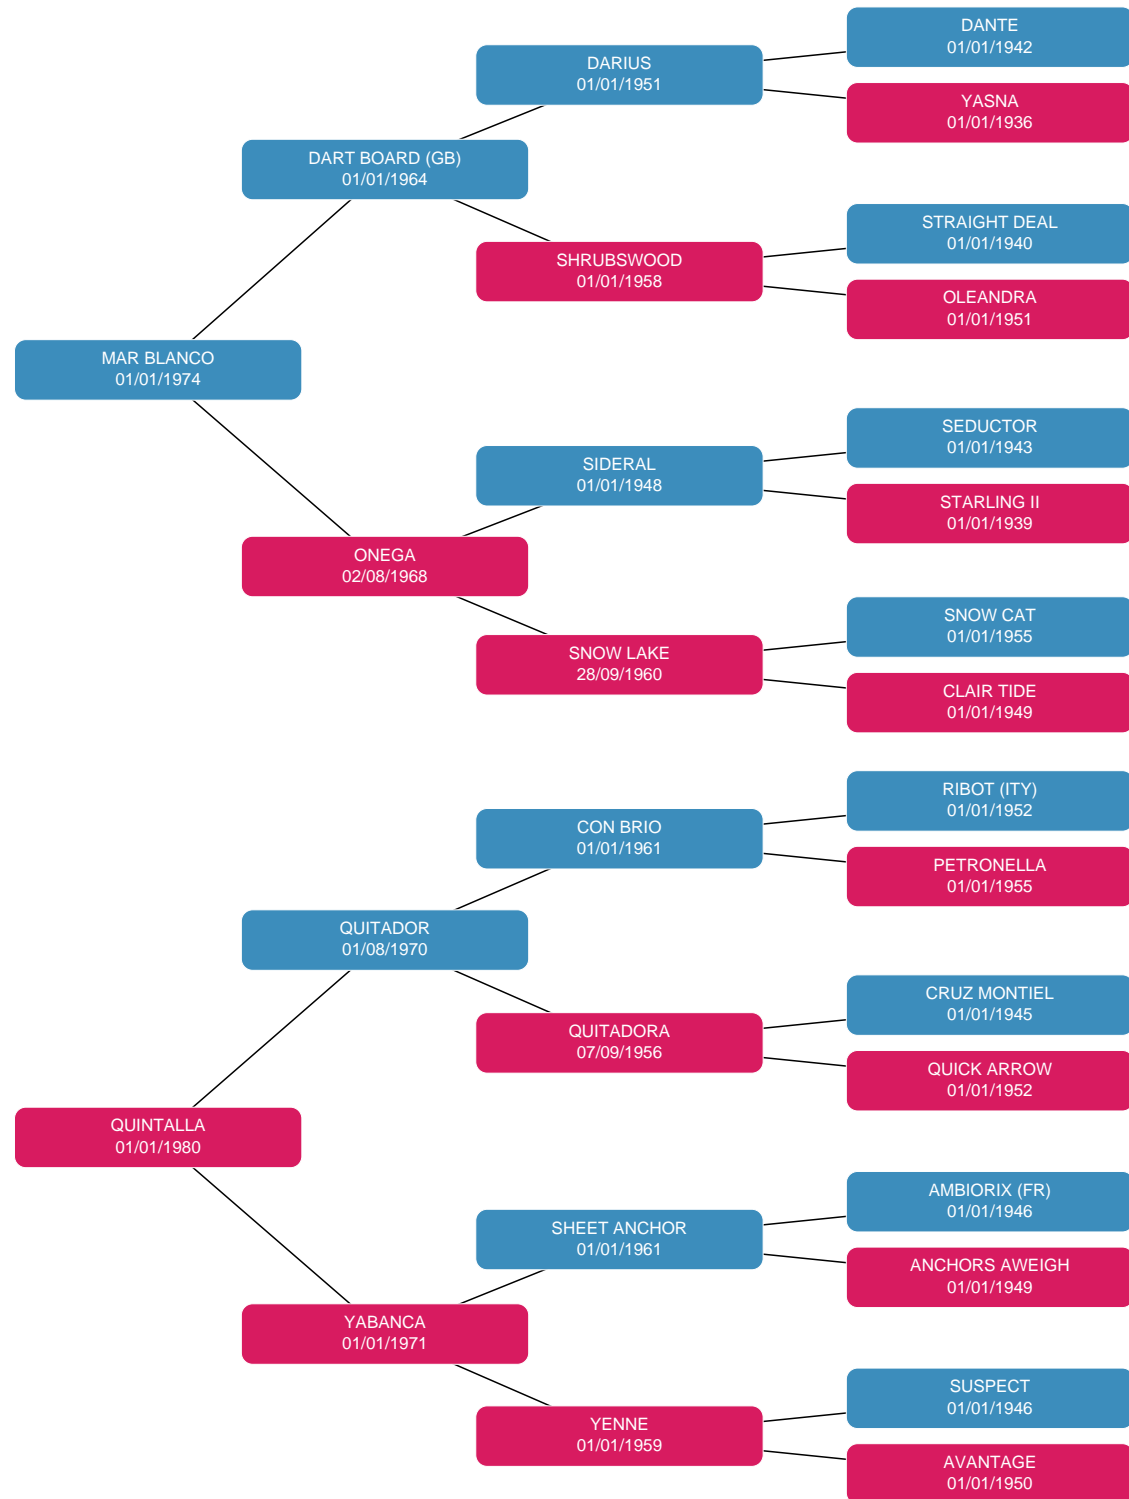 DANTE
01/01/1942
DARIUS
01/01/1951
YASNA
01/01/1936
DART BOARD (GB)
01/01/1964
STRAIGHT DEAL
01/01/1940
SHRUBSWOOD
01/01/1958
OLEANDRA
01/01/1951
MAR BLANCO
01/01/1974
SEDUCTOR
01/01/1943
SIDERAL
01/01/1948
STARLING II
01/01/1939
ONEGA
02/08/1968
SNOW CAT
01/01/1955
SNOW LAKE
28/09/1960
CLAIR TIDE
01/01/1949
RIBOT (ITY)
01/01/1952
CON BRIO
01/01/1961
PETRONELLA
01/01/1955
QUITADOR
01/08/1970
CRUZ MONTIEL
01/01/1945
QUITADORA
07/09/1956
QUICK ARROW
01/01/1952
QUINTALLA
01/01/1980
AMBIORIX (FR)
01/01/1946
SHEET ANCHOR
01/01/1961
ANCHORS AWEIGH
01/01/1949
YABANCA
01/01/1971
SUSPECT
01/01/1946
YENNE
01/01/1959
AVANTAGE
01/01/1950